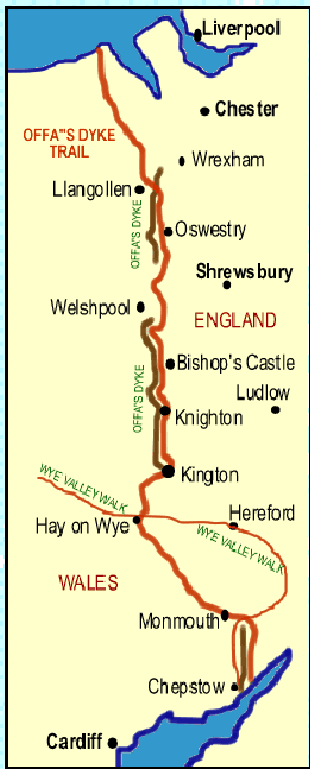 Liverpool
Chester
OFFA"S DYKE
TRAIL
Wrexham
Llangollen
OFFA"S DYKE
Oswestry
Shrewsbury
Welshpool
ENGLAND
Bishop's Castle
OFFA"S DYKE
Ludlow
Knighton
Kington
WYE VALLEY WALK
Hereford
Hay on Wye
WYE VALLEY WALK
WALES
Monmouth
Chepstow
Cardiff